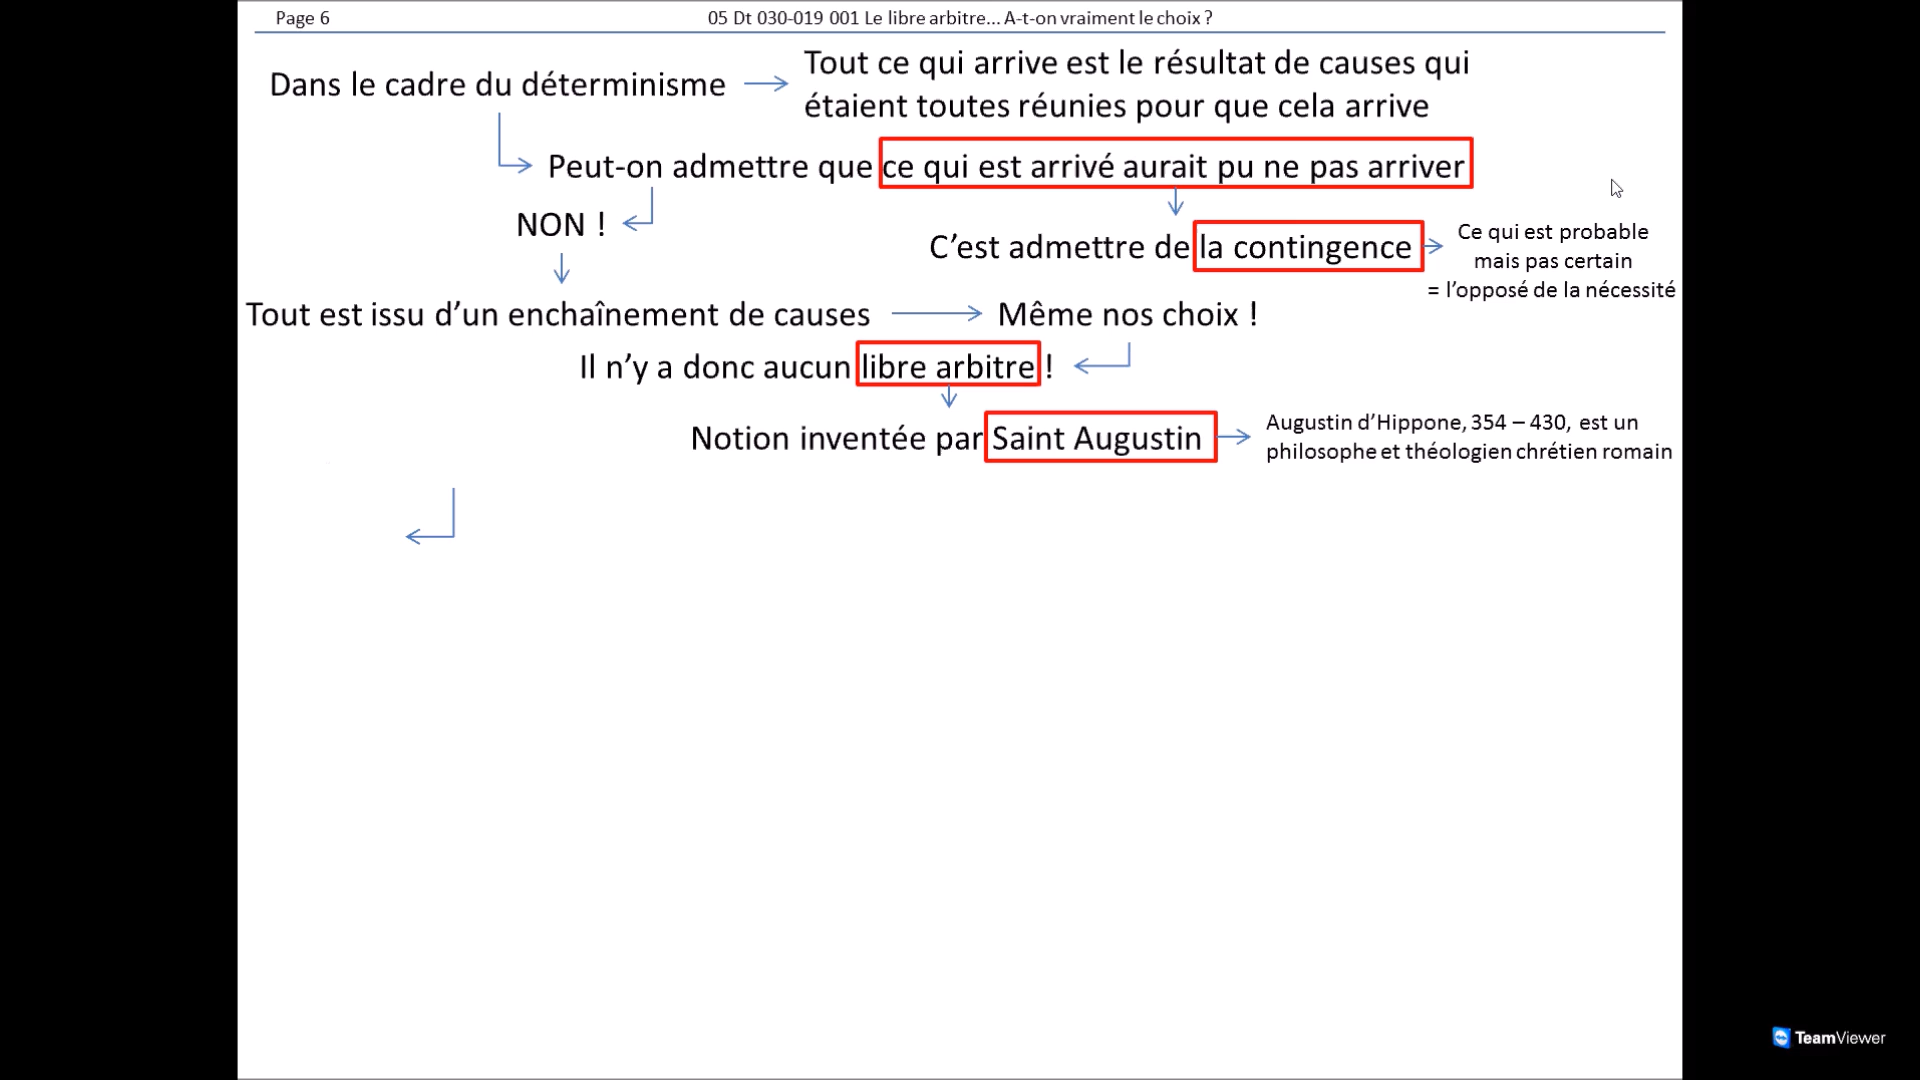 Page 6
05 Dt 030-019 001 Le libre arbitre... A-t-on vraiment le choix ?
Dans le cadre du déterminisme
Tout ce qui arrive est le résultat de causes qui
étaient toutes réunies pour que cela arrive
Peut-on admettre que ce qui est arrivé aurait pu ne pas arriver
NON !
C’est admettre de la contingence
Ce qui est probable
mais pas certain
= l’opposé de la nécessité
Tout est issu d’un enchaînement de causes
Même nos choix !
Il n’y a donc aucun libre arbitre !
Notion inventée par Saint Augustin
Augustin d’Hippone, 354 – 430, est un
philosophe et théologien chrétien romain
TeamViewer